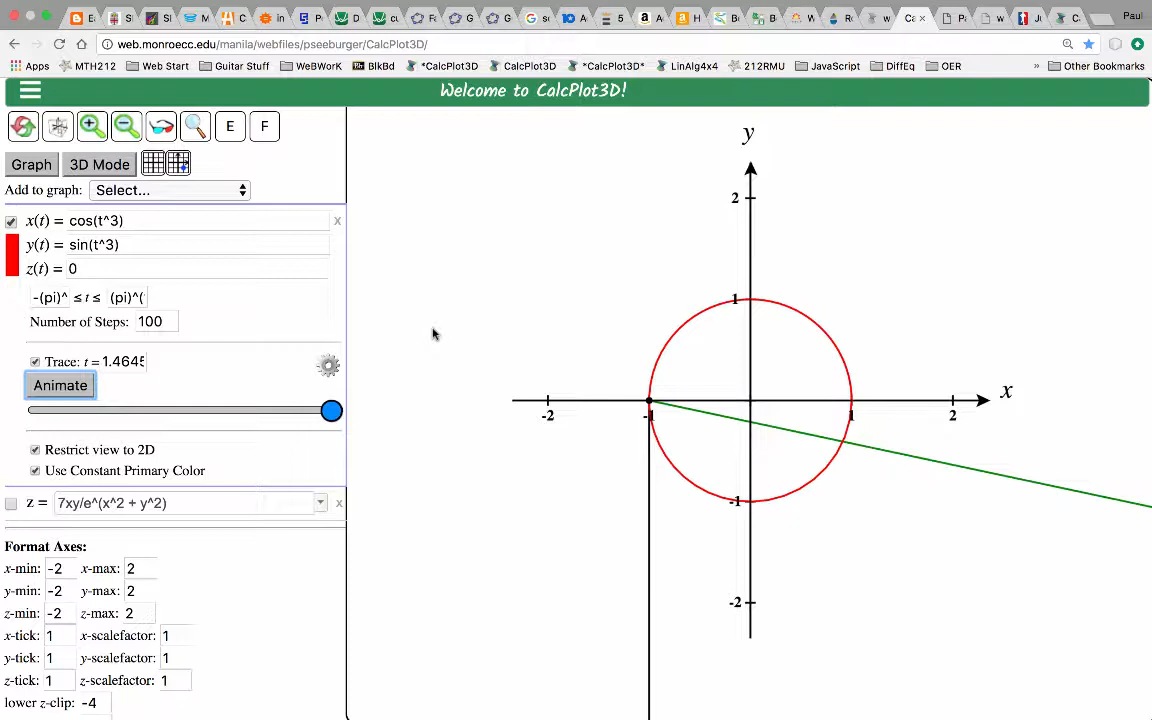 Paul
web.monroecc.edu/manila/webfiles/pseeburger/CalcPlot3D/
Apps MTH212 Web Start Guitar Stuff WeBWorK BlkBd *CalcPlot3D CalcPlot3D *CalcPlot3D* LinAlg4x4 212RMU JavaScript DiffEq OER » Other Bookmarks
Welcome to CalcPlot3D!
E F
Graph 3D Mode
Add to graph: Select...
x(t) = cos(t^3) x
y(t) = sin(t^3)
z(t) = 0
-(pi)^ ≤ t ≤ (pi)^(
Number of Steps: 100
Trace: t = 1.4645
Animate
Restrict view to 2D
Use Constant Primary Color
z = 7xy/e^(x^2 + y^2) x
Format Axes:
x-min: -2 x-max: 2
y-min: -2 y-max: 2
z-min: -2 z-max: 2
x-tick: 1 x-scalefactor: 1
y-tick: 1 y-scalefactor: 1
z-tick: 1 z-scalefactor: 1
lower z-clip: -4
y
2
1
x
-2 -1 1 2
-1
-2